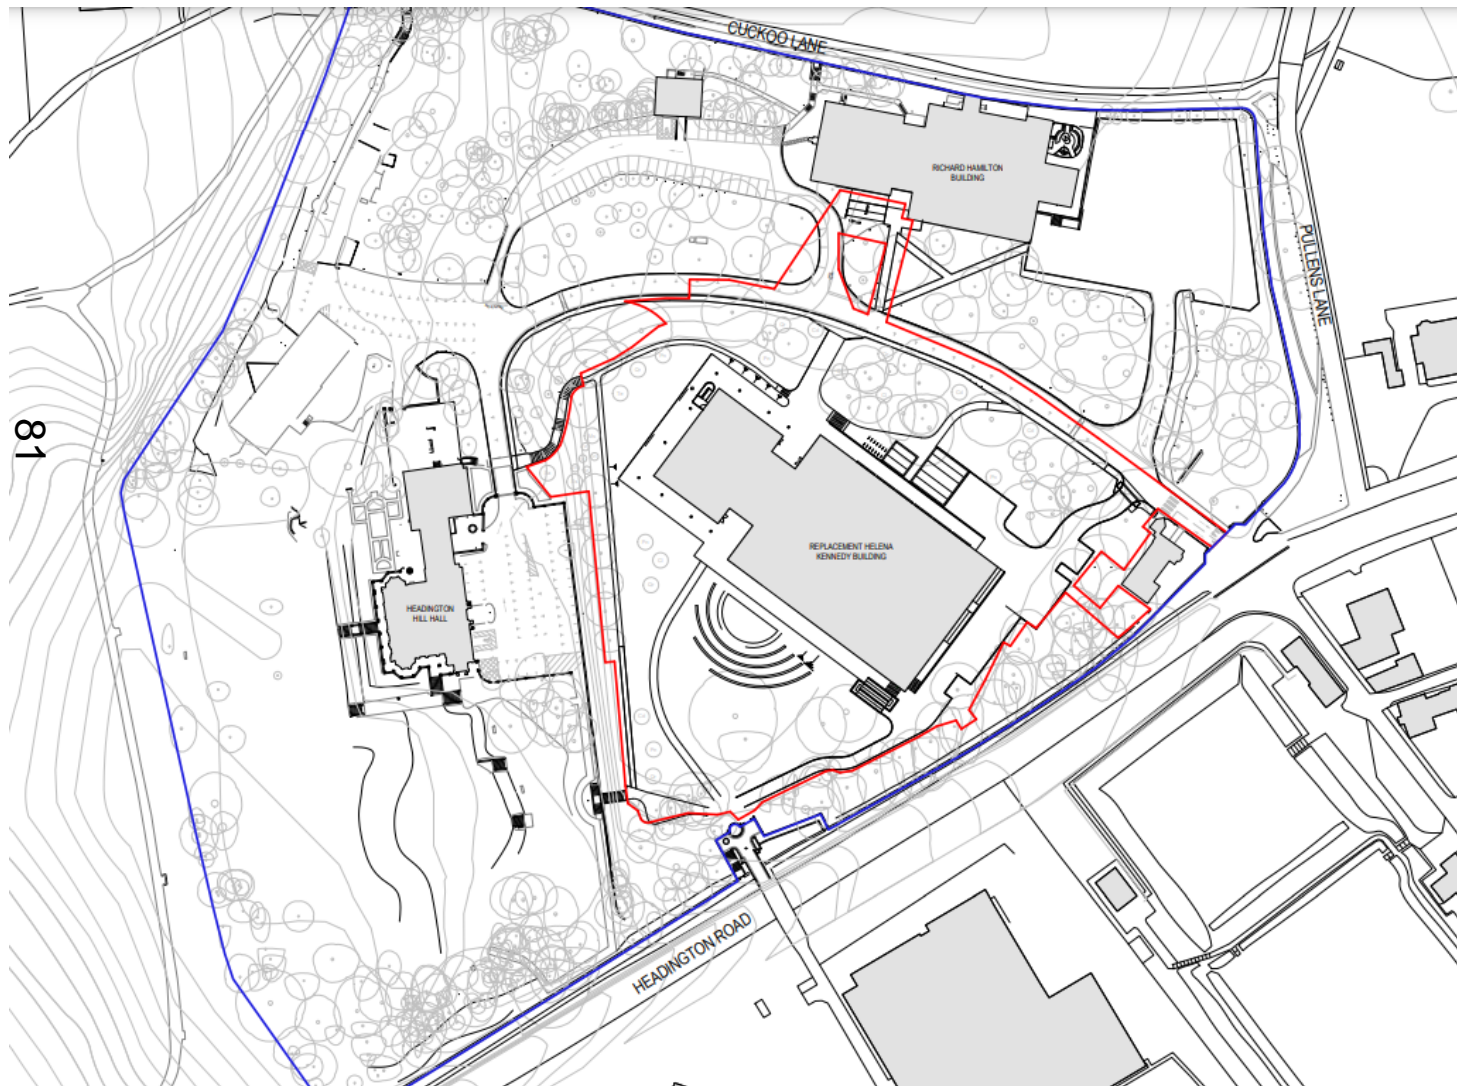 CUCKOO LANE
RICHARD HAMILTON
BUILDING
PULLENS LANE
81
REPLACEMENT HELENA
KENNEDY BUILDING
HEADINGTON
HILL HALL
HEADINGTON ROAD